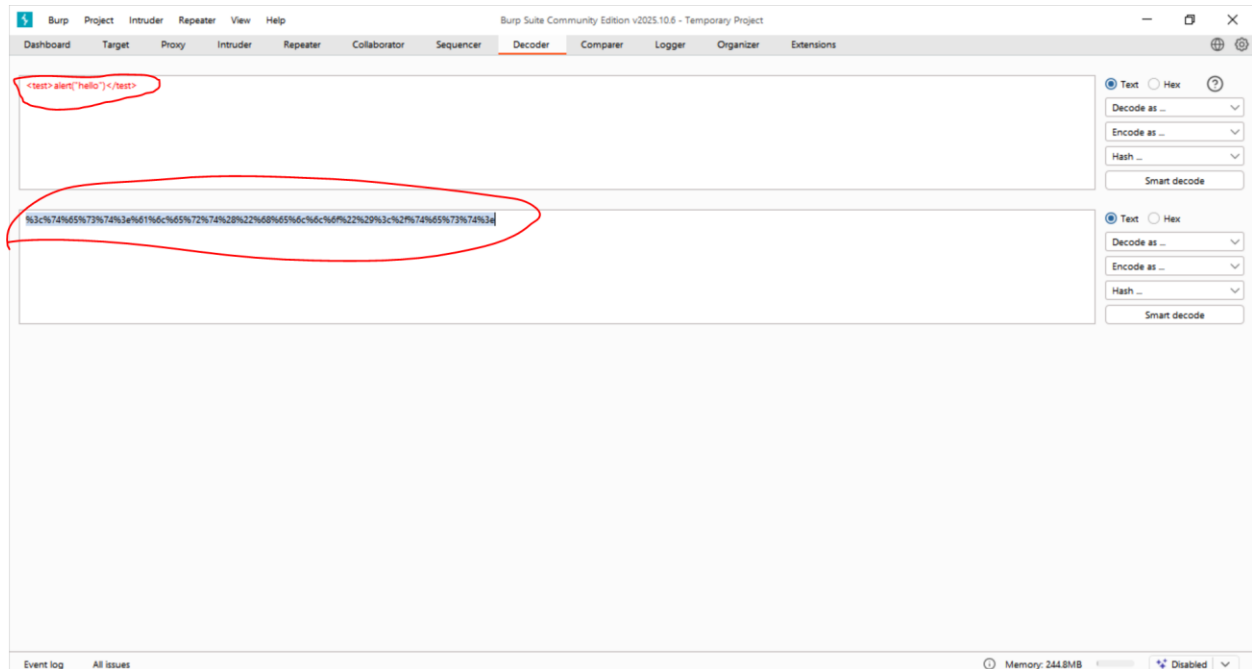 Burp Project Intruder Repeater View Help Burp Suite Community Edition v2025.10.6 - Temporary Project
Dashboard Target Proxy Intruder Repeater Collaborator Sequencer Decoder Comparer Logger Organizer Extensions
<test>alert("hello")</test>
Text Hex
Decode as ...
Encode as ...
Hash ...
Smart decode
%3c%74%65%73%74%3e%61%6c%65%72%74%28%22%68%65%6c%6c%6f%22%29%3c%2f%74%65%73%74%3e
Text Hex
Decode as ...
Encode as ...
Hash ...
Smart decode
Event log All issues Memory: 244.8MB Disabled